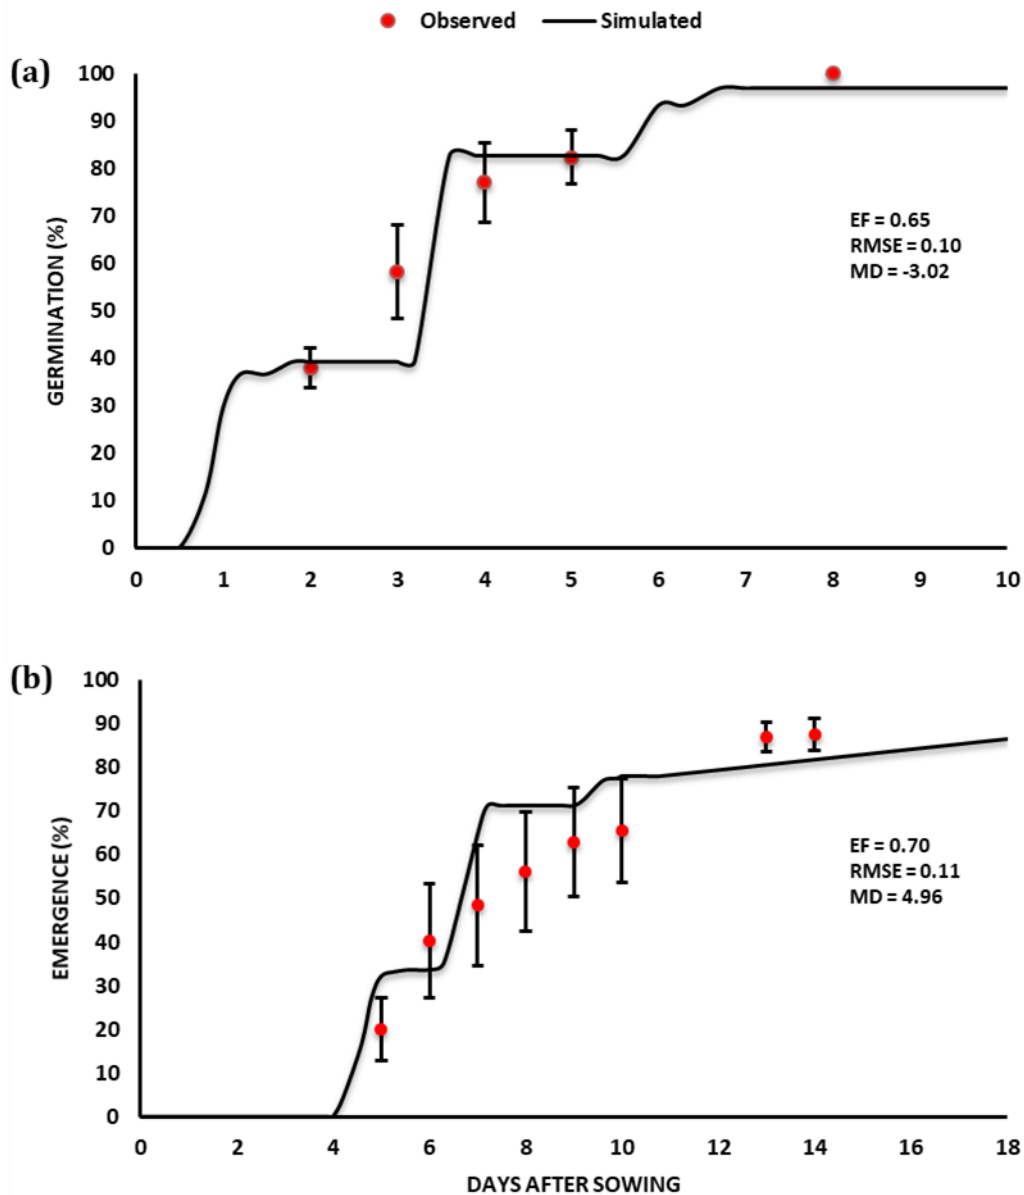 Observed Simulated
(a)
100
90
80
70
60
50
40
30
20
10
0
GERMINATION (%)
EF = 0.65
RMSE = 0.10
MD = -3.02
0 1 2 3 4 5 6 7 8 9 10
(b)
100
90
80
70
60
50
40
30
20
10
0
EMERGENCE (%)
EF = 0.70
RMSE = 0.11
MD = 4.96
0 2 4 6 8 10 12 14 16 18
DAYS AFTER SOWING